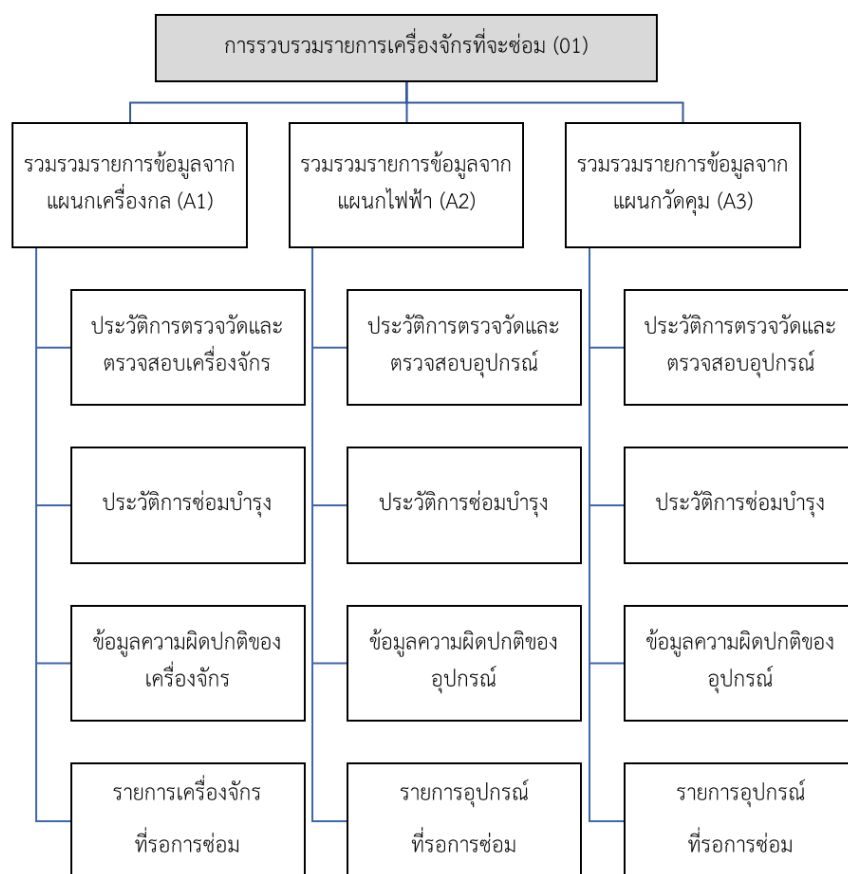 การรวบรวมรายการเครื่องจักรที่จะซ่อม (01)
รวมรวมรายการข้อมูลจาก
แผนกเครื่องกล (A1)
รวมรวมรายการข้อมูลจาก
แผนกไฟฟ้า (A2)
รวมรวมรายการข้อมูลจาก
แผนกวัดคุม (A3)
ประวัติการตรวจวัดและ
ตรวจสอบเครื่องจักร
ประวัติการตรวจวัดและ
ตรวจสอบอุปกรณ์
ประวัติการตรวจวัดและ
ตรวจสอบอุปกรณ์
ประวัติการซ่อมบำรุง
ประวัติการซ่อมบำรุง
ประวัติการซ่อมบำรุง
ข้อมูลความผิดปกติของ
เครื่องจักร
ข้อมูลความผิดปกติของ
อุปกรณ์
ข้อมูลความผิดปกติของ
อุปกรณ์
รายการเครื่องจักร
ที่รอการซ่อม
รายการอุปกรณ์
ที่รอการซ่อม
รายการอุปกรณ์
ที่รอการซ่อม